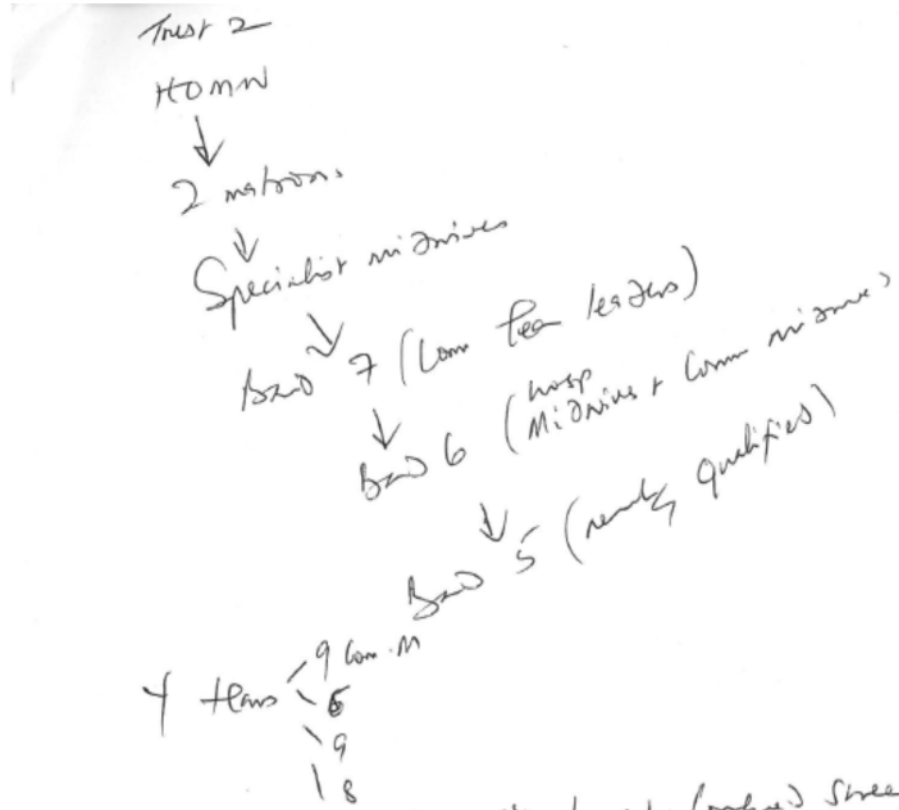 Trust 2
HOMW
2 matrons
Specialist midwives
Band 7 (Com team leaders)
Band 6 (hosp Midwives + Comm midwives)
Band 5 (newly qualified)
4 teams 9 Com. M
6
9
8